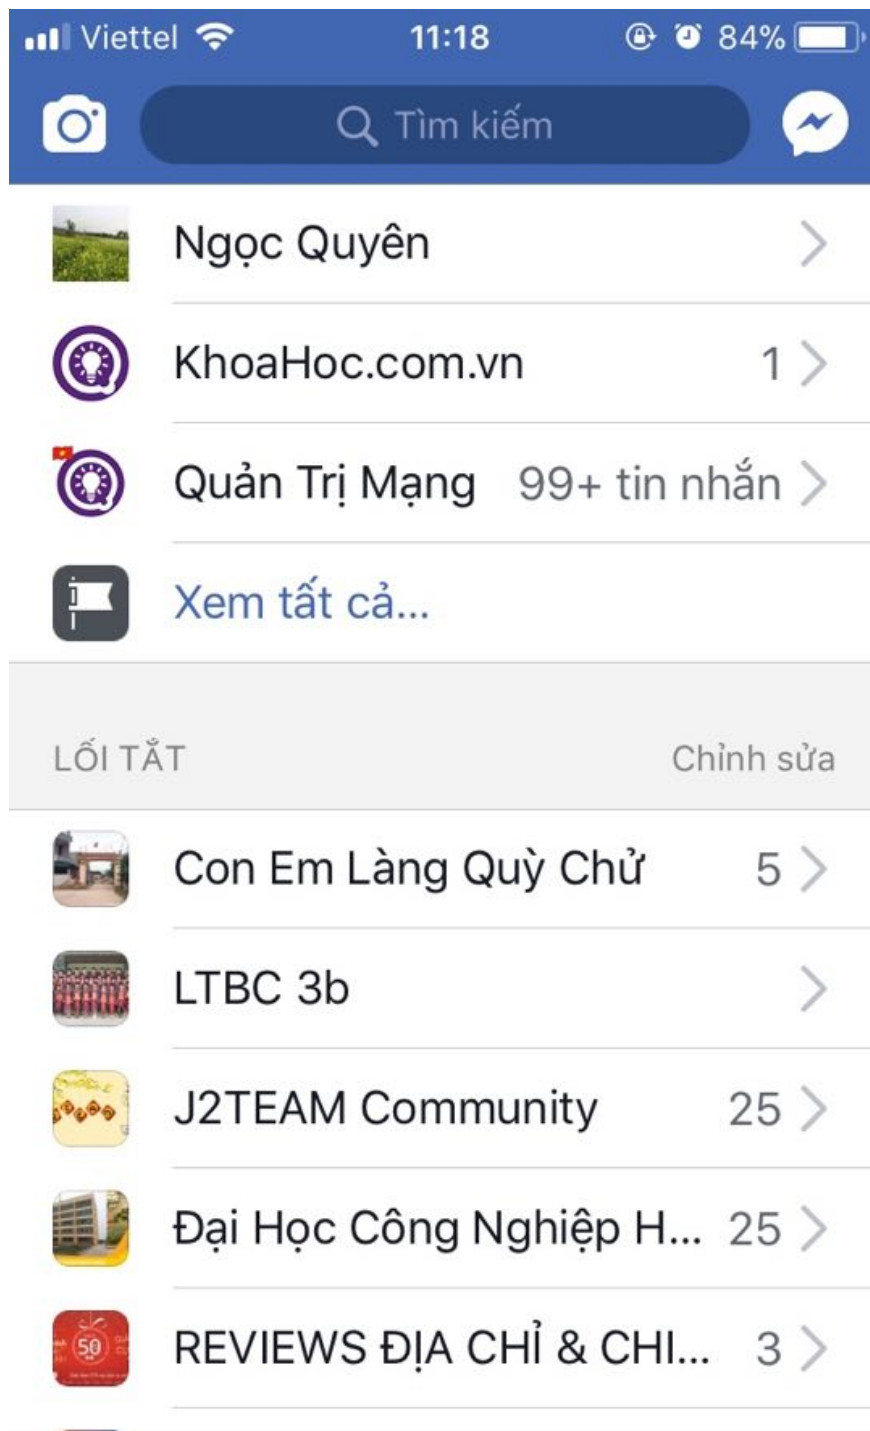 Viettel 11:18 84%
Tìm kiếm
Ngọc Quyên
KhoaHoc.com.vn 1
Quản Trị Mạng 99+ tin nhắn
Xem tất cả...
LỐI TẮT Chỉnh sửa
Con Em Làng Quỳ Chử 5
LTBC 3b
J2TEAM Community 25
Đại Học Công Nghiệp H... 25
REVIEWS ĐỊA CHỈ & CHI... 3
50